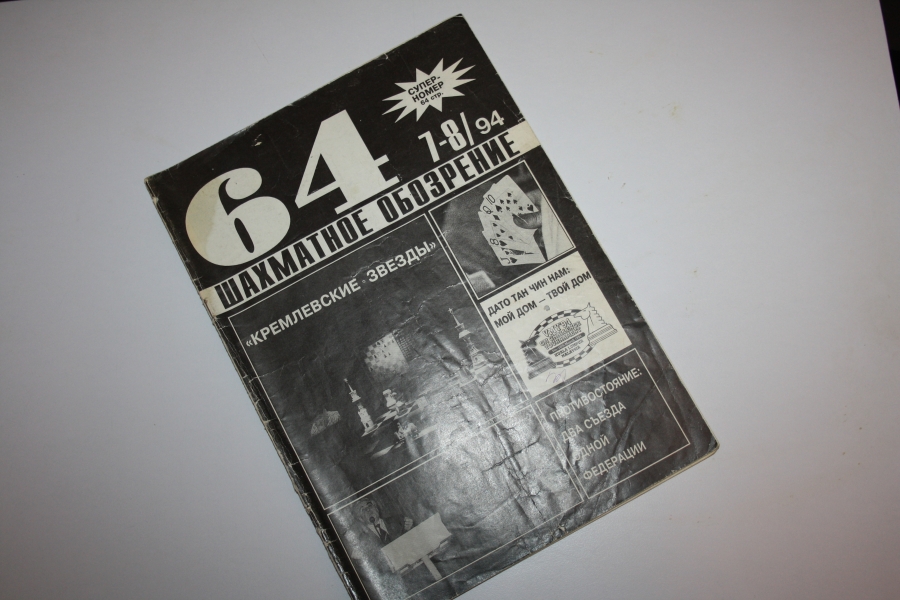 СУПЕР-
НОМЕР
64 стр.
64
7-8/94
ШАХМАТНОЕ ОБОЗРЕНИЕ
«КРЕМЛЕВСКИЕ ЗВЕЗДЫ»
ДАТО ТАН ЧИН НАМ:
МОЙ ДОМ — ТВОЙ ДОМ
ПРОТИВОСТОЯНИЕ:
ДВА СЪЕЗДА
ОДНОЙ
ФЕДЕРАЦИИ